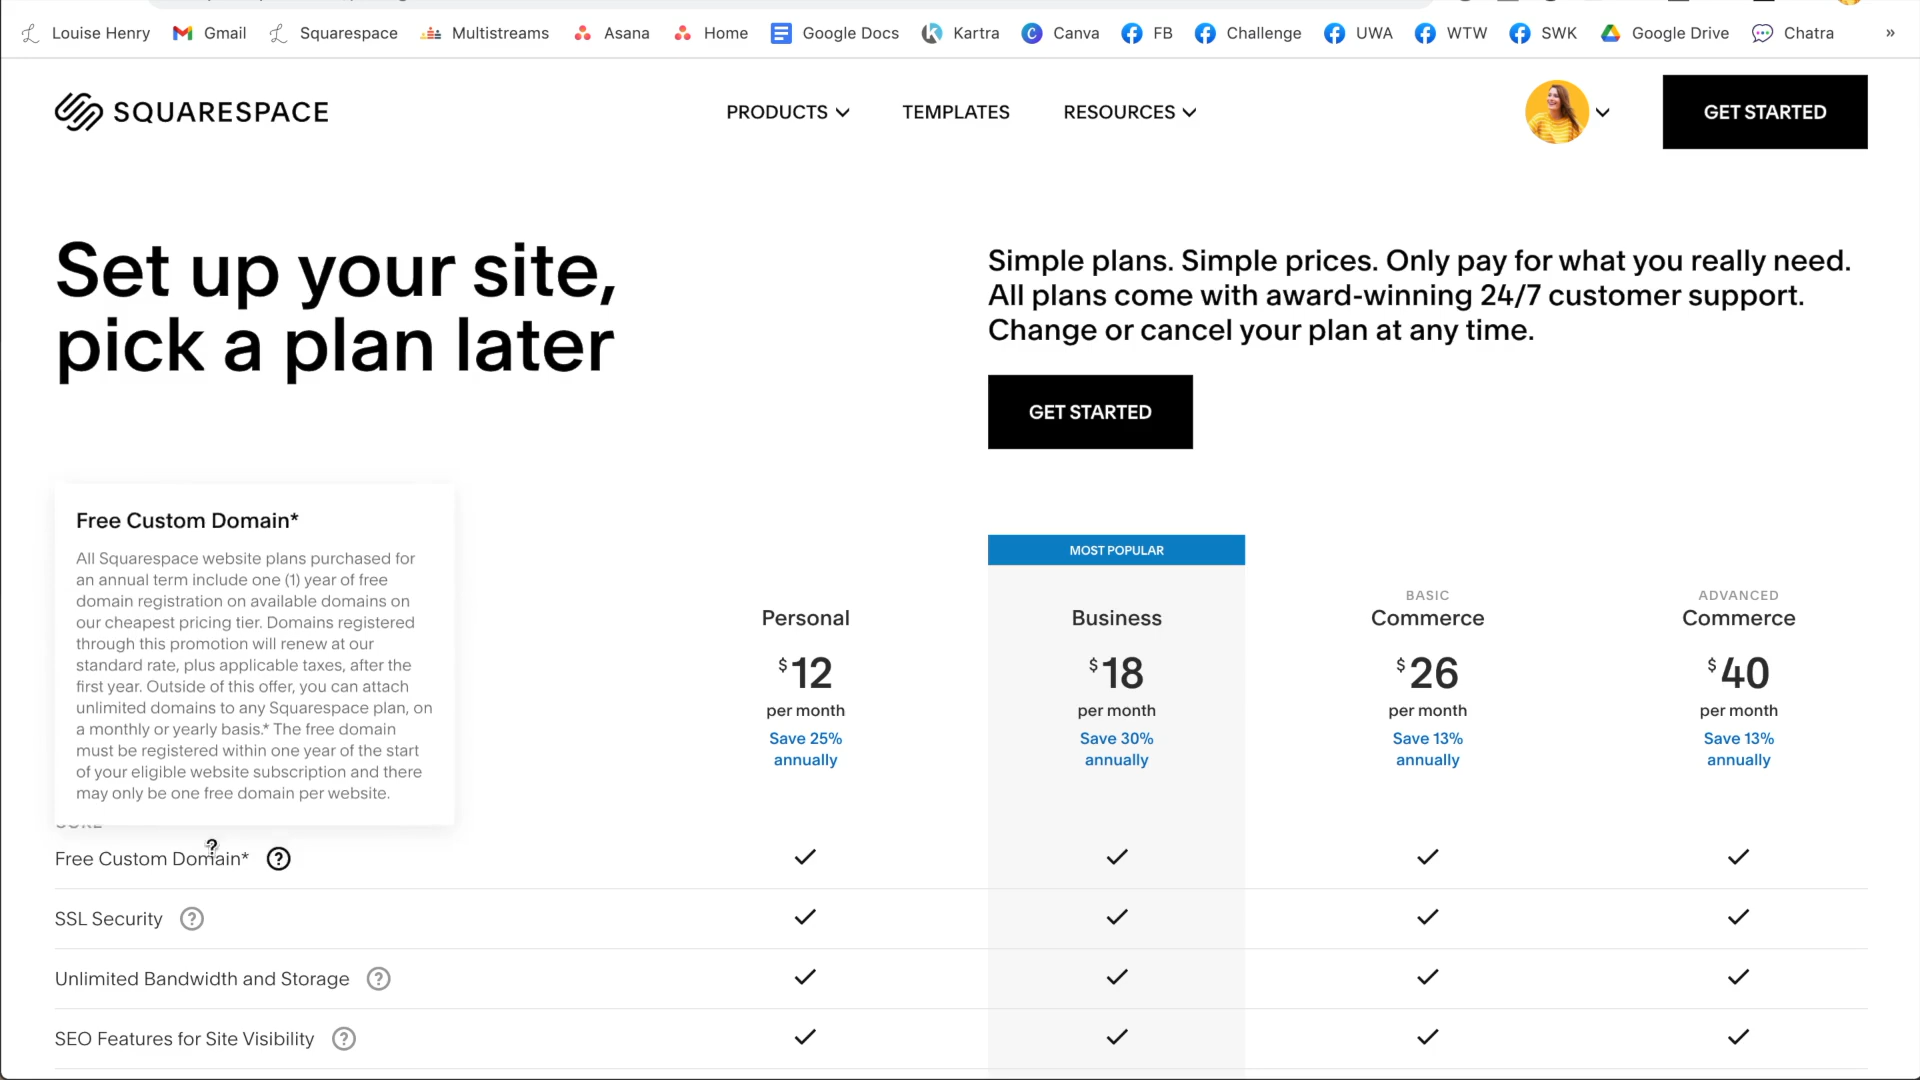 Louise Henry
Gmail
Squarespace
Multistreams
Asana
Home
Google Docs
Kartra
Canva
FB
Challenge
UWA
WTW
SWK
Google Drive
Chatra
»
SQUARESPACE
PRODUCTS
TEMPLATES
RESOURCES
GET STARTED
Set up your site,
pick a plan later
Simple plans. Simple prices. Only pay for what you really need.
All plans come with award-winning 24/7 customer support.
Change or cancel your plan at any time.
GET STARTED
Free Custom Domain*
All Squarespace website plans purchased for
an annual term include one (1) year of free
domain registration on available domains on
our cheapest pricing tier. Domains registered
through this promotion will renew at our
standard rate, plus applicable taxes, after the
first year. Outside of this offer, you can attach
unlimited domains to any Squarespace plan, on
a monthly or yearly basis.* The free domain
must be registered within one year of the start
of your eligible website subscription and there
may only be one free domain per website.
Personal
$12
per month
Save 25%
annually
MOST POPULAR
Business
$18
per month
Save 30%
annually
BASIC
Commerce
$26
per month
Save 13%
annually
ADVANCED
Commerce
$40
per month
Save 13%
annually
Free Custom Domain* ?
SSL Security ?
Unlimited Bandwidth and Storage ?
SEO Features for Site Visibility ?